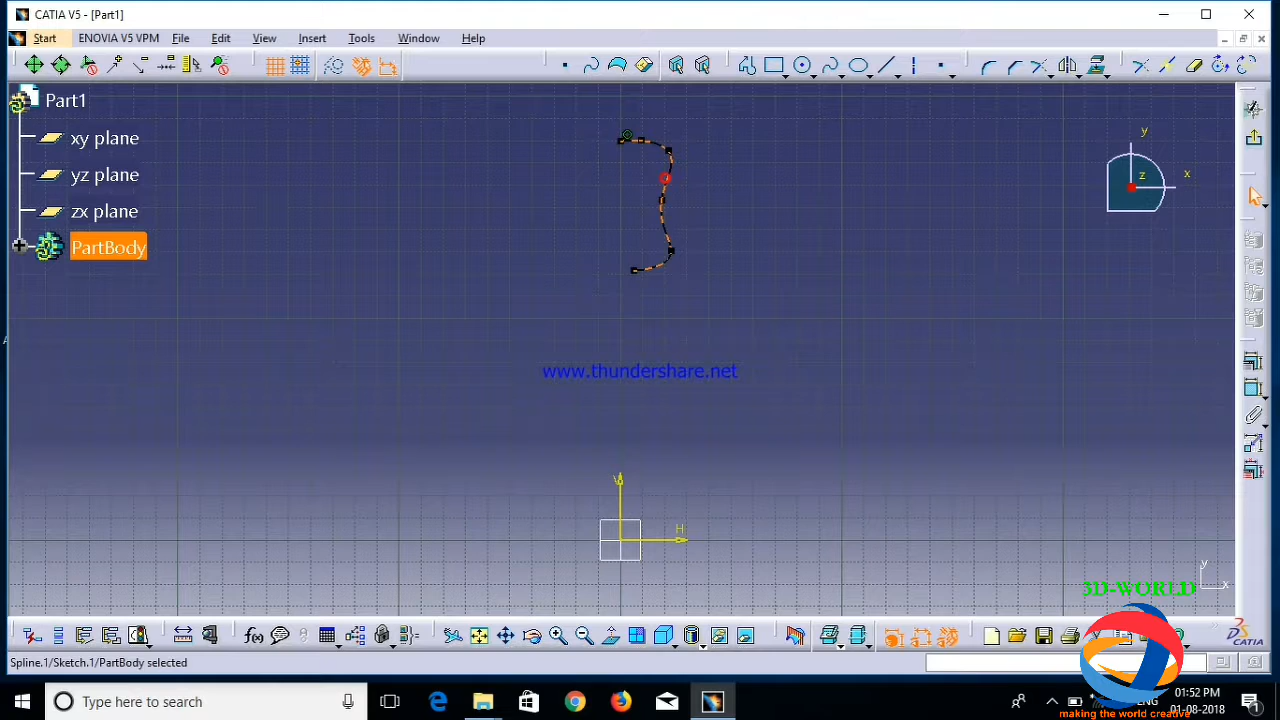 CATIA V5 - [Part1]
Start ENOVIA V5 VPM File Edit View Insert Tools Window Help
Part1
xy plane
yz plane
zx plane
PartBody
y
z
x
www.thundershare.net
V
H
y
x
3D-WORLD
f(x)
CATIA
Spline.1/Sketch.1/PartBody selected
Type here to search
ENG
01:52 PM
01-08-2018
1
making the world creative